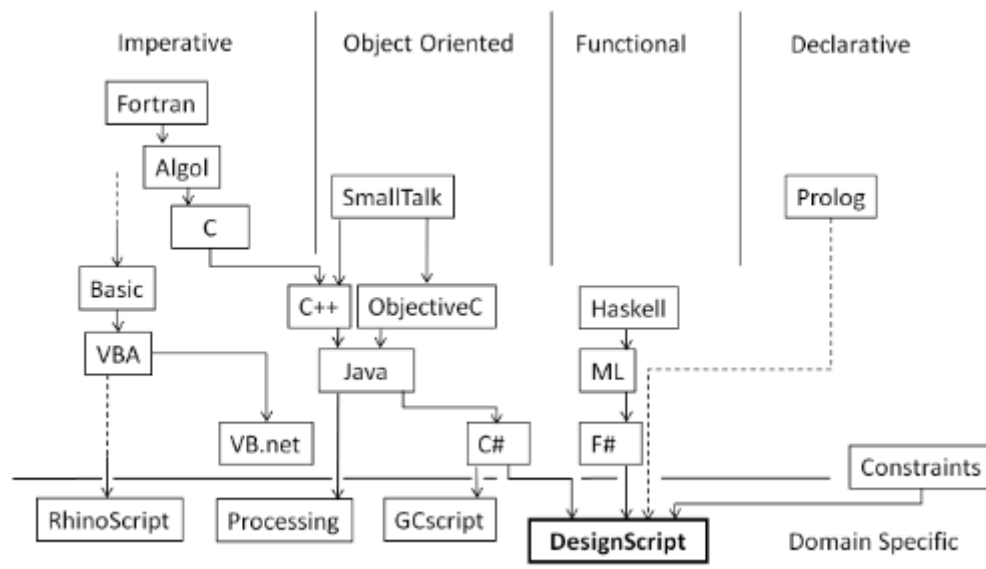 Imperative
Object Oriented
Functional
Declarative
Fortran
Algol
SmallTalk
Prolog
C
Basic
C++
ObjectiveC
Haskell
VBA
Java
ML
VB.net
C#
F#
Constraints
RhinoScript
Processing
GCscript
DesignScript
Domain Specific